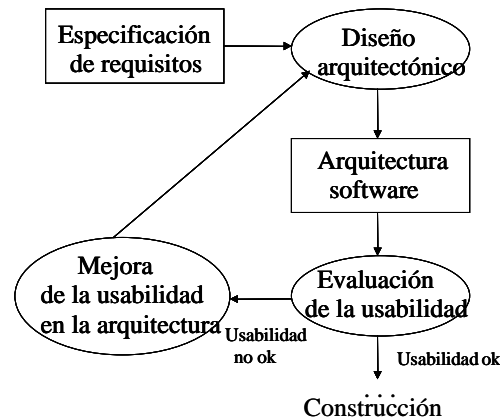 Especificación
de requisitos
Diseño
arquitectónico
Arquitectura
software
Mejora
de la usabilidad
en la arquitectura
Evaluación
de la usabilidad
Usabilidad
no ok
Usabilidad ok
. . .
Construcción